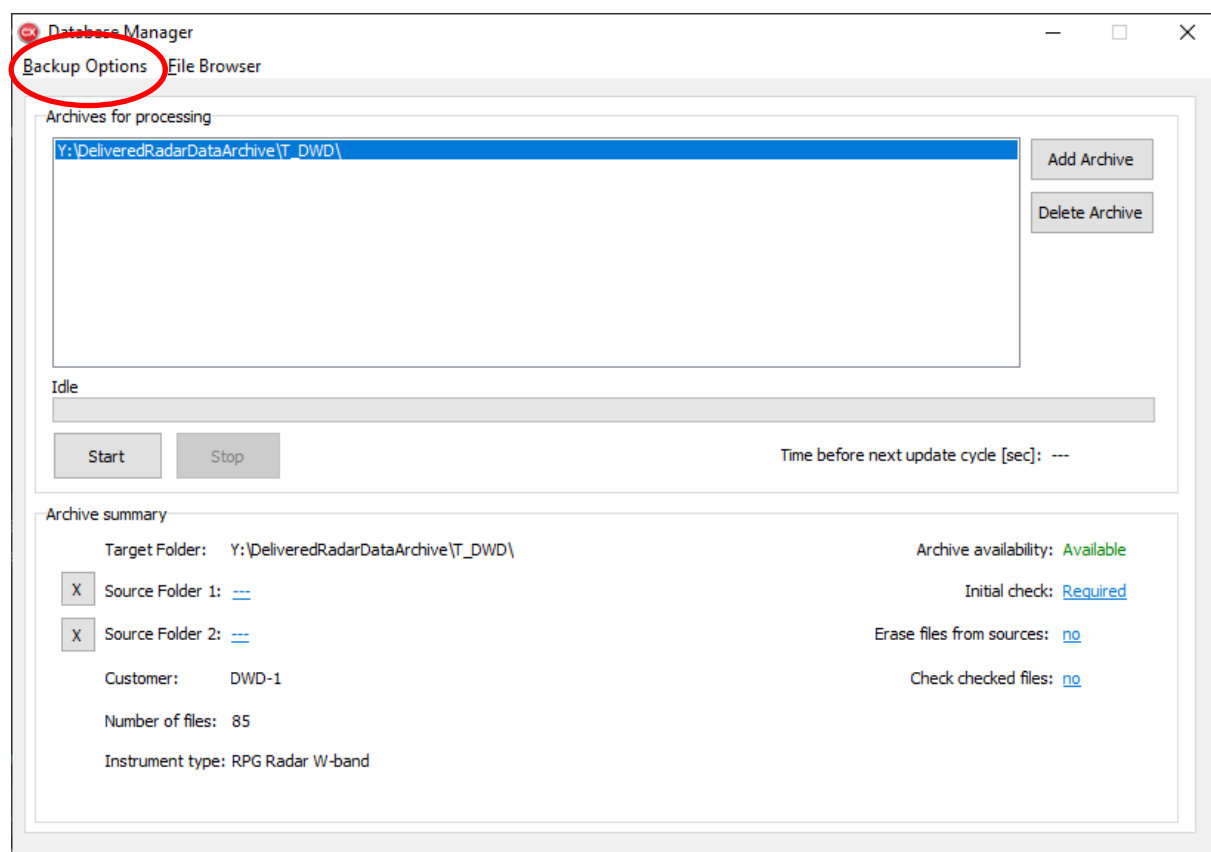 CX Database Manager
Backup Options File Browser
Archives for processing
Y:\DeliveredRadarDataArchive\T_DWD\
Add Archive
Delete Archive
Idle
Start Stop Time before next update cycle [sec]: ---
Archive summary
Target Folder: Y:\DeliveredRadarDataArchive\T_DWD\ Archive availability: Available
X Source Folder 1: --- Initial check: Required
X Source Folder 2: --- Erase files from sources: no
Customer: DWD-1 Check checked files: no
Number of files: 85
Instrument type: RPG Radar W-band